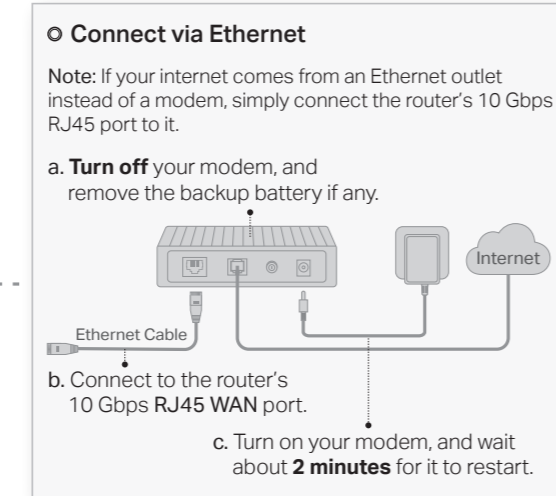 Connect via Ethernet
Note: If your internet comes from an Ethernet outlet
instead of a modem, simply connect the router's 10 Gbps
RJ45 port to it.
a. Turn off your modem, and
remove the backup battery if any.
Internet
Ethernet Cable
b. Connect to the router's
10 Gbps RJ45 WAN port.
c. Turn on your modem, and wait
about 2 minutes for it to restart.